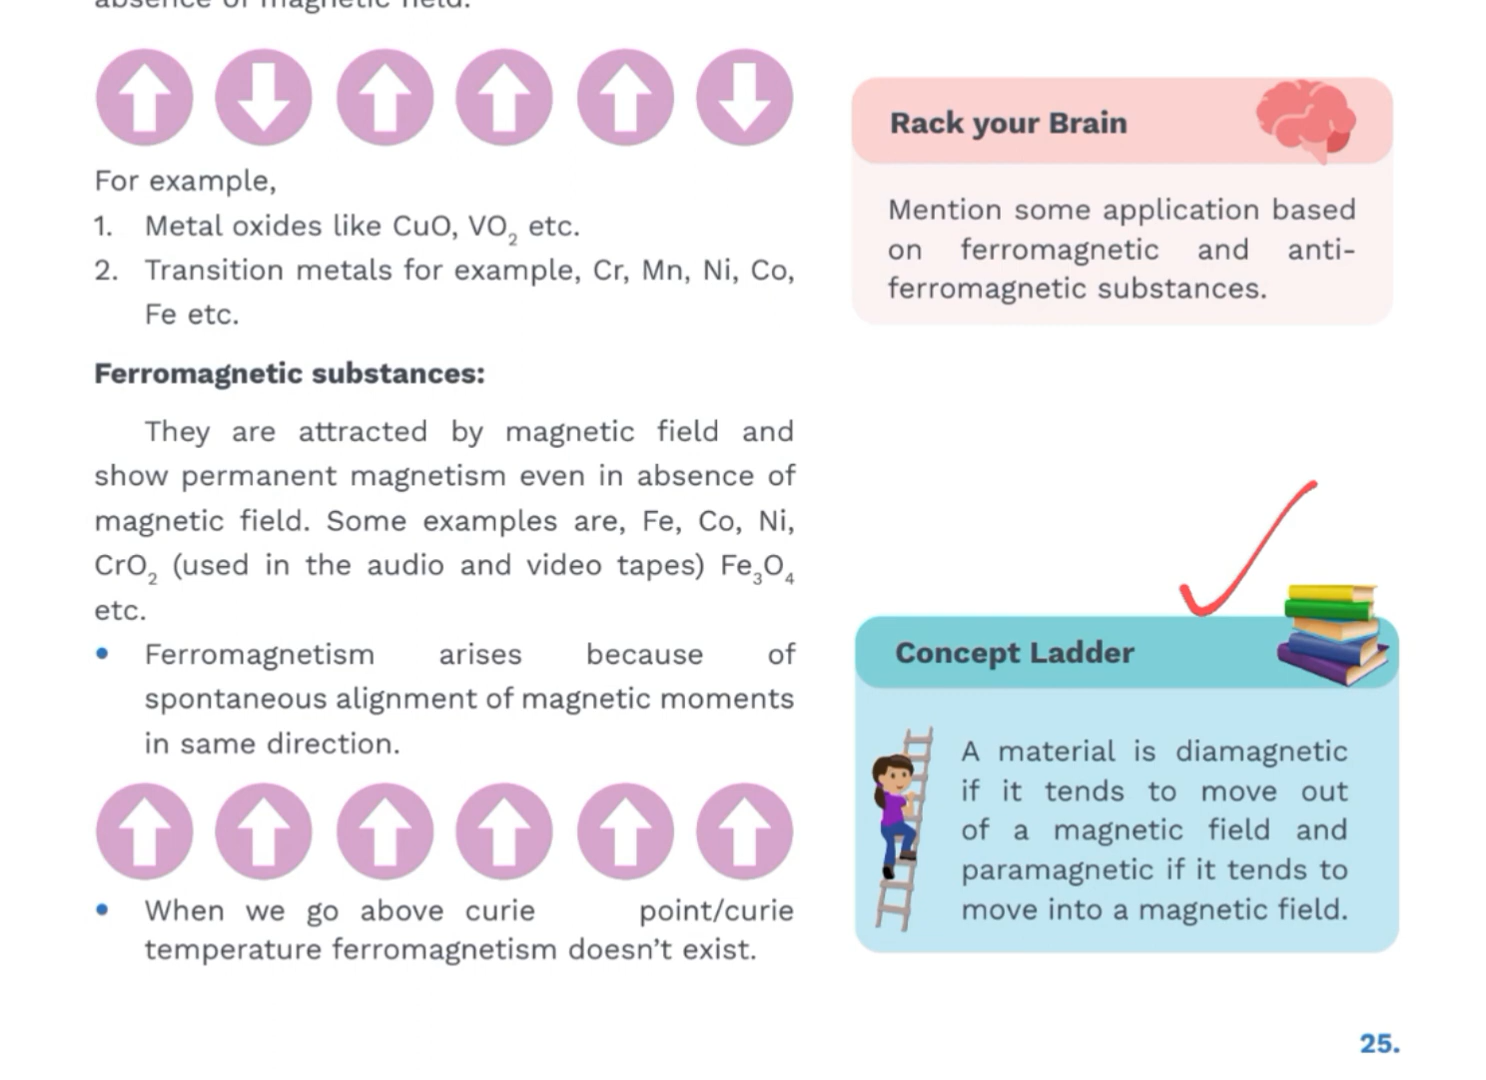 absence of magnetic field.
For example,
1. Metal oxides like CuO, VO₂ etc.
2. Transition metals for example, Cr, Mn, Ni, Co,
Fe etc.
Ferromagnetic substances:
They are attracted by magnetic field and
show permanent magnetism even in absence of
magnetic field. Some examples are, Fe, Co, Ni,
CrO₂ (used in the audio and video tapes) Fe₃O₄
etc.
• Ferromagnetism arises because of
spontaneous alignment of magnetic moments
in same direction.
• When we go above curie point/curie
temperature ferromagnetism doesn't exist.
Rack your Brain
Mention some application based
on ferromagnetic and anti-
ferromagnetic substances.
Concept Ladder
A material is diamagnetic
if it tends to move out
of a magnetic field and
paramagnetic if it tends to
move into a magnetic field.
25.